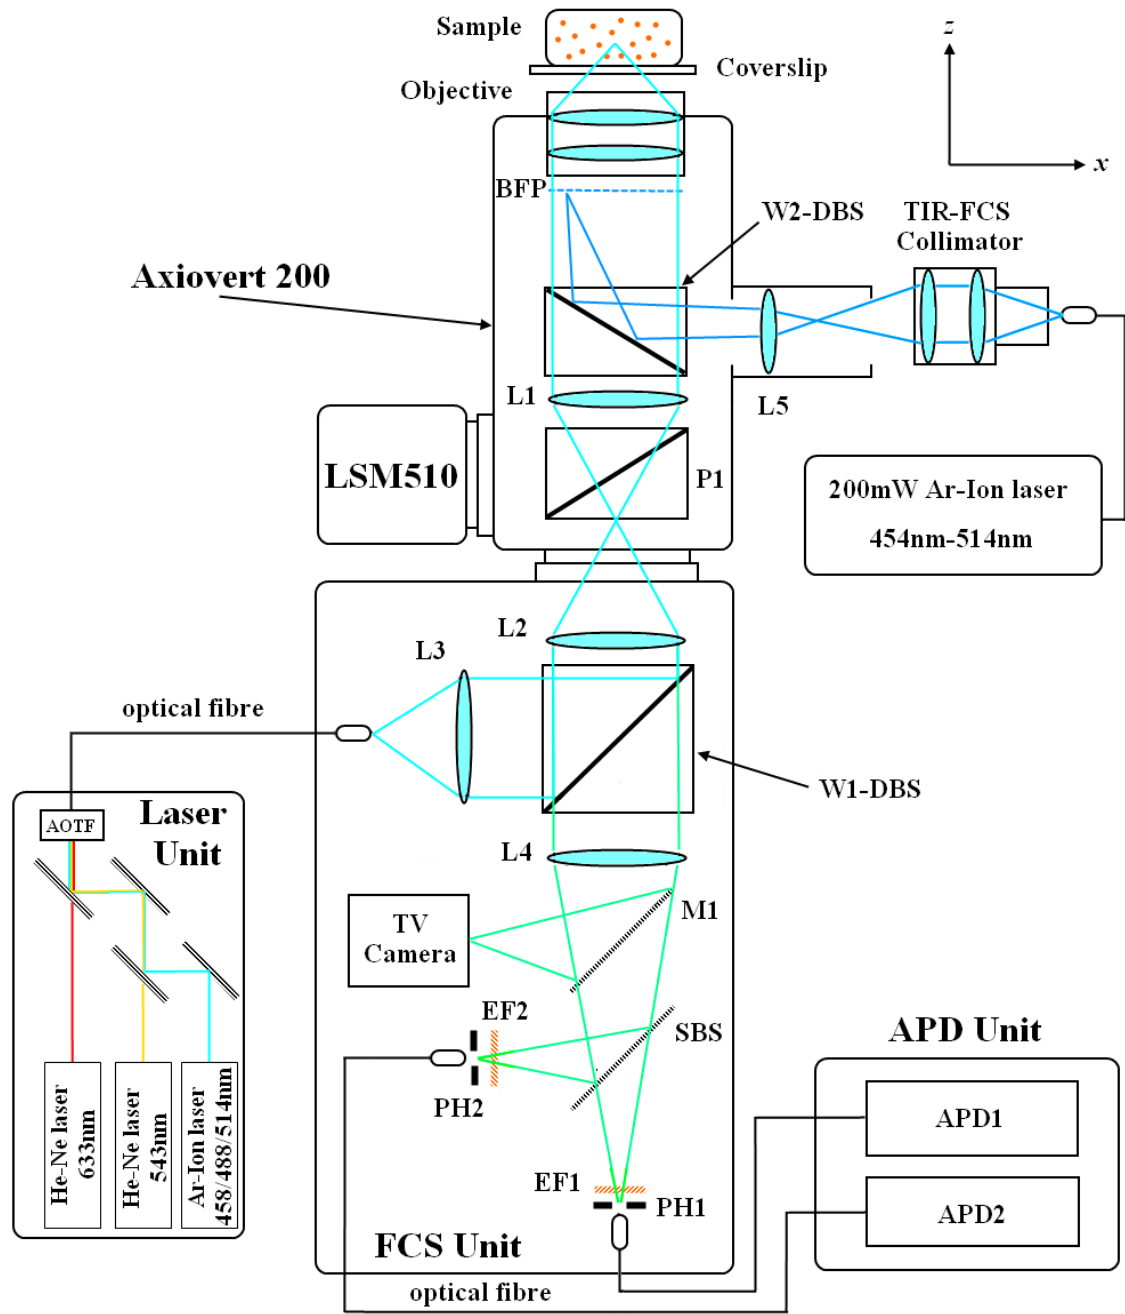 Sample
z
Coverslip
Objective
x
BFP
W2-DBS
TIR-FCS
Collimator
Axiovert 200
L1
L5
LSM510
P1
200mW Ar-Ion laser
454nm-514nm
L2
L3
optical fibre
W1-DBS
Laser
Unit
AOTF
L4
M1
TV
Camera
EF2
SBS
APD Unit
PH2
APD1
He-Ne laser
633nm
He-Ne laser
543nm
Ar-Ion laser
458/488/514nm
EF1
PH1
APD2
FCS Unit
optical fibre